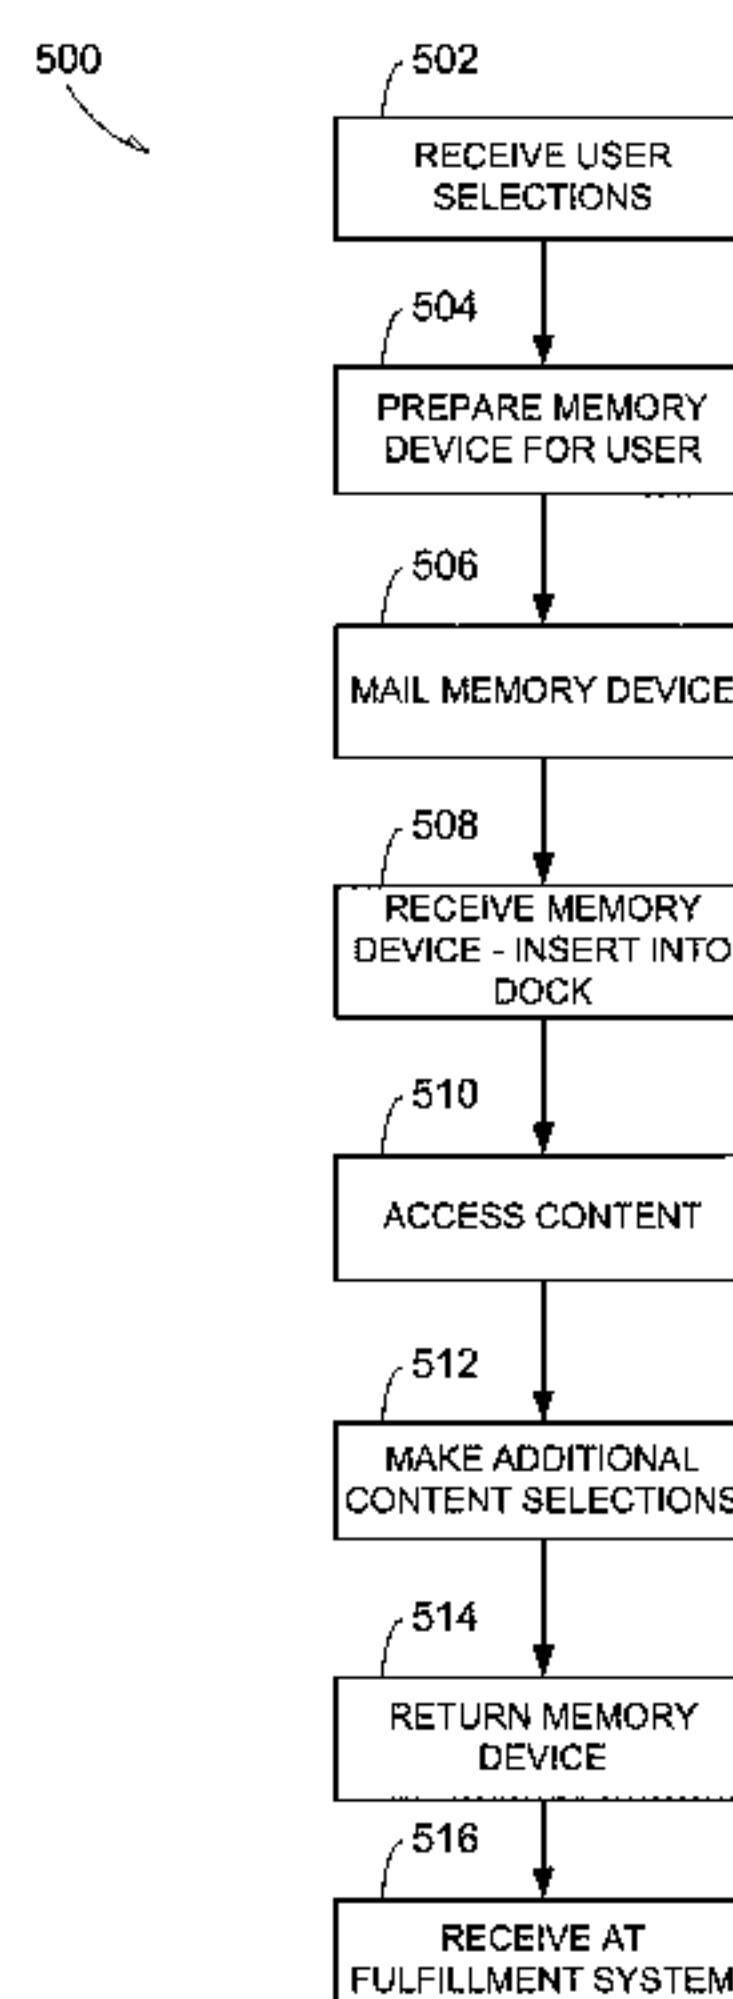 500
502
RECEIVE USER
SELECTIONS
504
PREPARE MEMORY
DEVICE FOR USER
506
MAIL MEMORY DEVICE
508
RECEIVE MEMORY
DEVICE - INSERT INTO
DOCK
510
ACCESS CONTENT
512
MAKE ADDITIONAL
CONTENT SELECTIONS
514
RETURN MEMORY
DEVICE
516
RECEIVE AT
FULFILLMENT SYSTEM